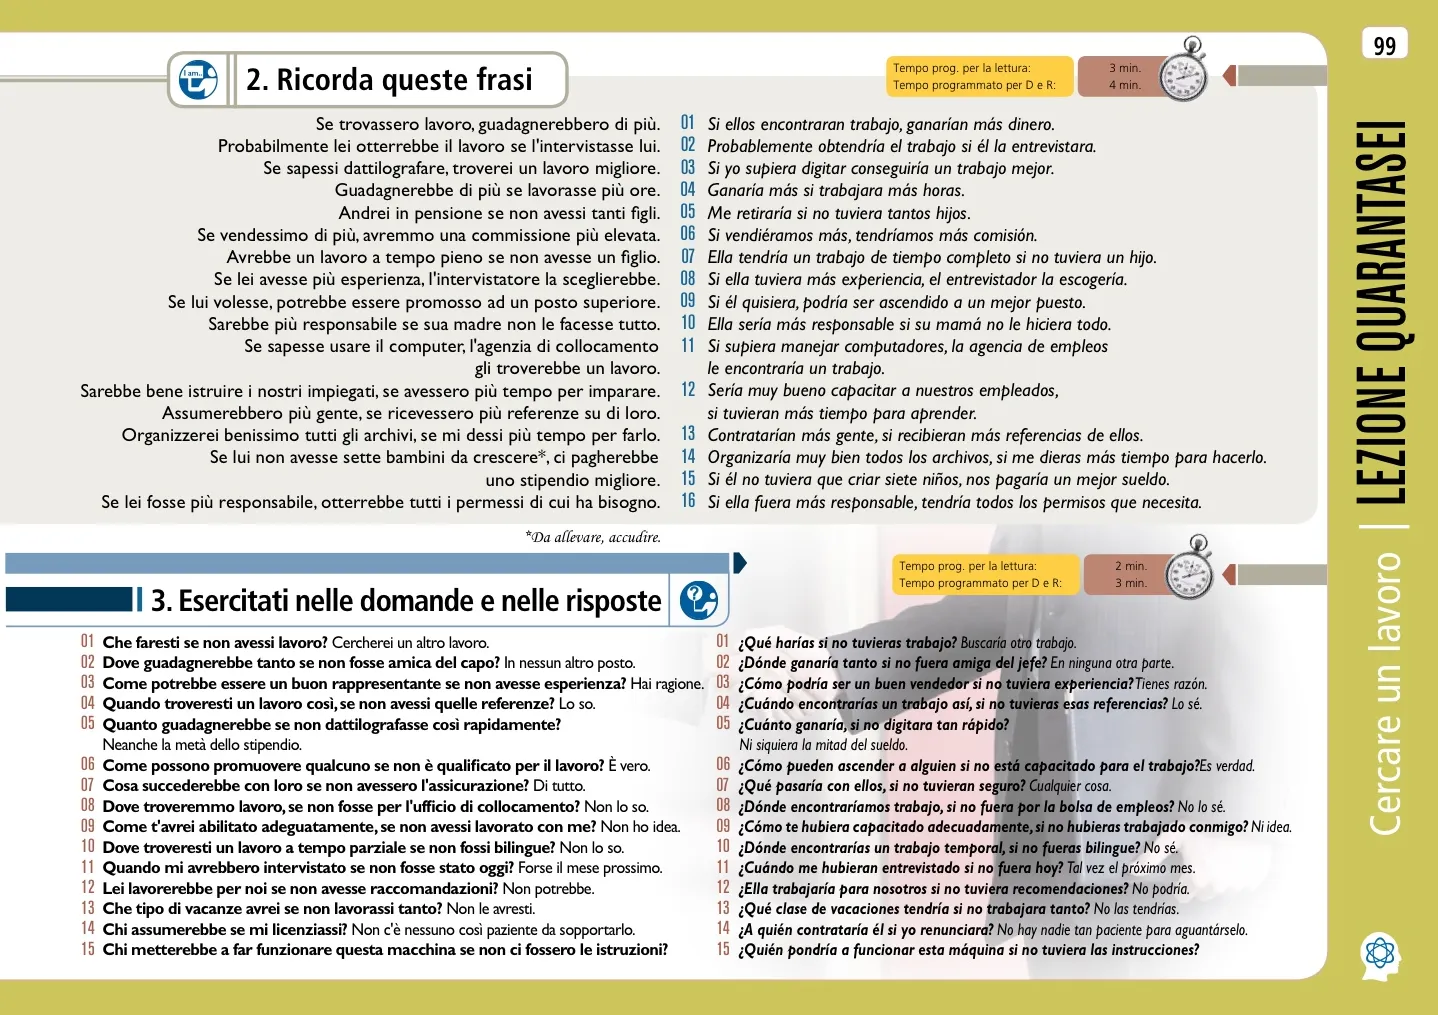 99
I am...
2. Ricorda queste frasi
Tempo prog. per la lettura: 3 min.
Tempo programmato per D e R: 4 min.
Se trovassero lavoro, guadagnerebbero di più. 01 Si ellos encontraran trabajo, ganarían más dinero.
Probabilmente lei otterrebbe il lavoro se l'intervistasse lui. 02 Probablemente obtendría el trabajo si él la entrevistara.
Se sapessi dattilografare, troverei un lavoro migliore. 03 Si yo supiera digitar conseguiría un trabajo mejor.
Guadagnerebbe di più se lavorasse più ore. 04 Ganaría más si trabajara más horas.
Andrei in pensione se non avessi tanti figli. 05 Me retiraría si no tuviera tantos hijos.
Se vendessimo di più, avremmo una commissione più elevata. 06 Si vendiéramos más, tendríamos más comisión.
Avrebbe un lavoro a tempo pieno se non avesse un figlio. 07 Ella tendría un trabajo de tiempo completo si no tuviera un hijo.
Se lei avesse più esperienza, l'intervistatore la sceglierebbe. 08 Si ella tuviera más experiencia, el entrevistador la escogería.
Se lui volesse, potrebbe essere promosso ad un posto superiore. 09 Si él quisiera, podría ser ascendido a un mejor puesto.
Sarebbe più responsabile se sua madre non le facesse tutto. 10 Ella sería más responsable si su mamá no le hiciera todo.
Se sapesse usare il computer, l'agenzia di collocamento 11 Si supiera manejar computadores, la agencia de empleos
gli troverebbe un lavoro. le encontraría un trabajo.
Sarebbe bene istruire i nostri impiegati, se avessero più tempo per imparare. 12 Sería muy bueno capacitar a nuestros empleados,
Assumerebbero più gente, se ricevessero più referenze su di loro. si tuvieran más tiempo para aprender.
Organizzerei benissimo tutti gli archivi, se mi dessi più tempo per farlo. 13 Contratarían más gente, si recibieran más referencias de ellos.
Se lui non avesse sette bambini da crescere*, ci pagherebbe 14 Organizaría muy bien todos los archivos, si me dieras más tiempo para hacerlo.
uno stipendio migliore. 15 Si él no tuviera que criar siete niños, nos pagaría un mejor sueldo.
Se lei fosse più responsabile, otterrebbe tutti i permessi di cui ha bisogno. 16 Si ella fuera más responsable, tendría todos los permisos que necesita.
*Da allevare, accudire.
3. Esercitati nelle domande e nelle risposte
?
Tempo prog. per la lettura: 2 min.
Tempo programmato per D e R: 3 min.
01 Che faresti se non avessi lavoro? Cercherei un altro lavoro.
02 Dove guadagnerebbe tanto se non fosse amica del capo? In nessun altro posto.
03 Come potrebbe essere un buon rappresentante se non avesse esperienza? Hai ragione.
04 Quando troveresti un lavoro così, se non avessi quelle referenze? Lo so.
05 Quanto guadagnerebbe se non dattilografasse così rapidamente?
Neanche la metà dello stipendio.
06 Come possono promuovere qualcuno se non è qualificato per il lavoro? È vero.
07 Cosa succederebbe con loro se non avessero l'assicurazione? Di tutto.
08 Dove troveremmo lavoro, se non fosse per l'ufficio di collocamento? Non lo so.
09 Come t'avrei abilitato adeguatamente, se non avessi lavorato con me? Non ho idea.
10 Dove troveresti un lavoro a tempo parziale se non fossi bilingue? Non lo so.
11 Quando mi avrebbero intervistato se non fosse stato oggi? Forse il mese prossimo.
12 Lei lavorerebbe per noi se non avesse raccomandazioni? Non potrebbe.
13 Che tipo di vacanze avrei se non lavorassi tanto? Non le avresti.
14 Chi assumerebbe se mi licenziassi? Non c'è nessuno così paziente da sopportarlo.
15 Chi metterebbe a far funzionare questa macchina se non ci fossero le istruzioni?
01 ¿Qué harías si no tuvieras trabajo? Buscaría otro trabajo.
02 ¿Dónde ganaría tanto si no fuera amiga del jefe? En ninguna otra parte.
03 ¿Cómo podría ser un buen vendedor si no tuviera experiencia? Tienes razón.
04 ¿Cuándo encontrarías un trabajo así, si no tuvieras esas referencias? Lo sé.
05 ¿Cuánto ganaría, si no digitara tan rápido?
Ni siquiera la mitad del sueldo.
06 ¿Cómo pueden ascender a alguien si no está capacitado para el trabajo?Es verdad.
07 ¿Qué pasaría con ellos, si no tuvieran seguro? Cualquier cosa.
08 ¿Dónde encontraríamos trabajo, si no fuera por la bolsa de empleos? No lo sé.
09 ¿Cómo te hubiera capacitado adecuadamente, si no hubieras trabajado conmigo? Ni idea.
10 ¿Dónde encontrarías un trabajo temporal, si no fueras bilingue? No sé.
11 ¿Cuándo me hubieran entrevistado si no fuera hoy? Tal vez el próximo mes.
12 ¿Ella trabajaría para nosotros si no tuviera recomendaciones? No podría.
13 ¿Qué clase de vacaciones tendría si no trabajara tanto? No las tendrías.
14 ¿A quién contrataría él si yo renunciara? No hay nadie tan paciente para aguantárselo.
15 ¿Quién pondría a funcionar esta máquina si no tuviera las instrucciones?
Cercare un lavoro | LEZIONE QUARANTASEI